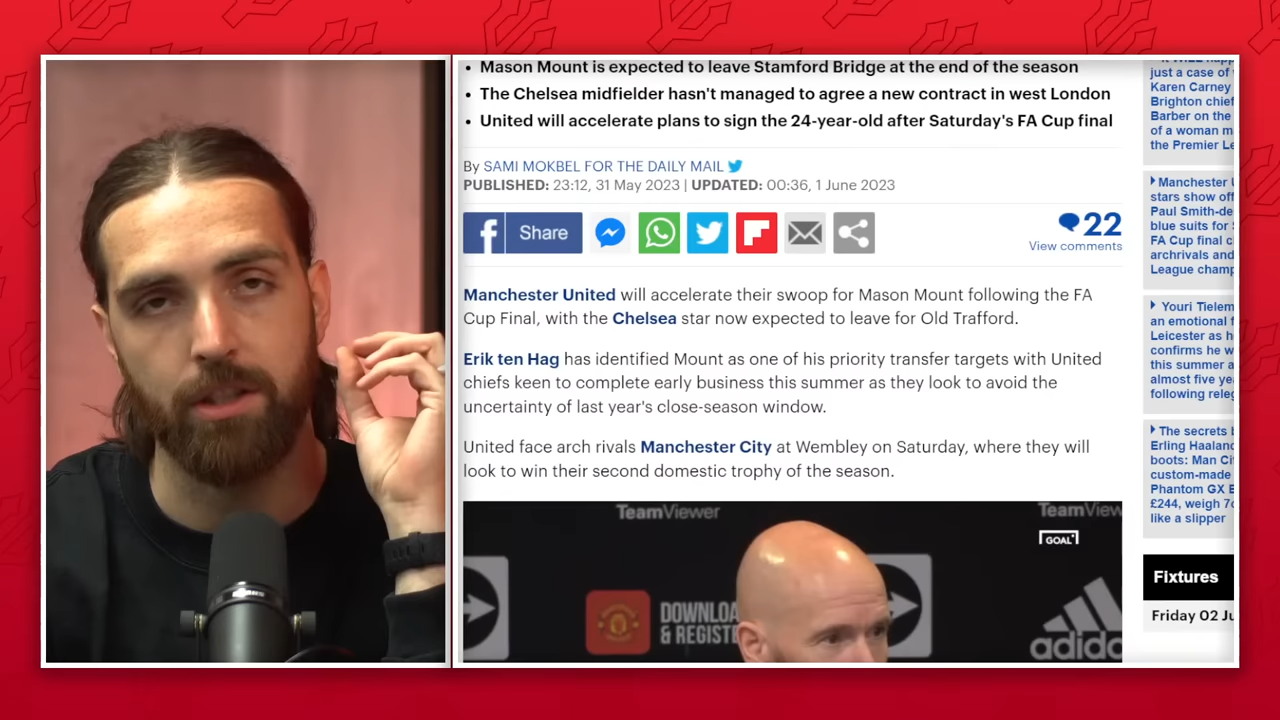 • Mason Mount is expected to leave Stamford Bridge at the end of the season
• The Chelsea midfielder hasn't managed to agree a new contract in west London
• United will accelerate plans to sign the 24-year-old after Saturday's FA Cup final
By SAMI MOKBEL FOR THE DAILY MAIL
PUBLISHED: 23:12, 31 May 2023 | UPDATED: 00:36, 1 June 2023
f Share
22
View comments
Manchester United will accelerate their swoop for Mason Mount following the FA
Cup Final, with the Chelsea star now expected to leave for Old Trafford.
Erik ten Hag has identified Mount as one of his priority transfer targets with United
chiefs keen to complete early business this summer as they look to avoid the
uncertainty of last year's close-season window.
United face arch rivals Manchester City at Wembley on Saturday, where they will
look to win their second domestic trophy of the season.
TeamViewer
TeamView
GOAL
DOWNLOA
& REGISTE
adidas
just a case of
Karen Carney
Brighton chief
Barber on the
of a woman
the Premier
Manchester
stars show off
Paul Smith-de
blue suits for
FA Cup final
archrivals and
League champ
Youri Tielem
an emotional
Leicester as
confirms he
this summer
almost five
following releg
The secrets
Erling Haaland
boots: Man
custom-made
Phantom GX
£244, weigh
like a slipper
Fixtures
Friday 02